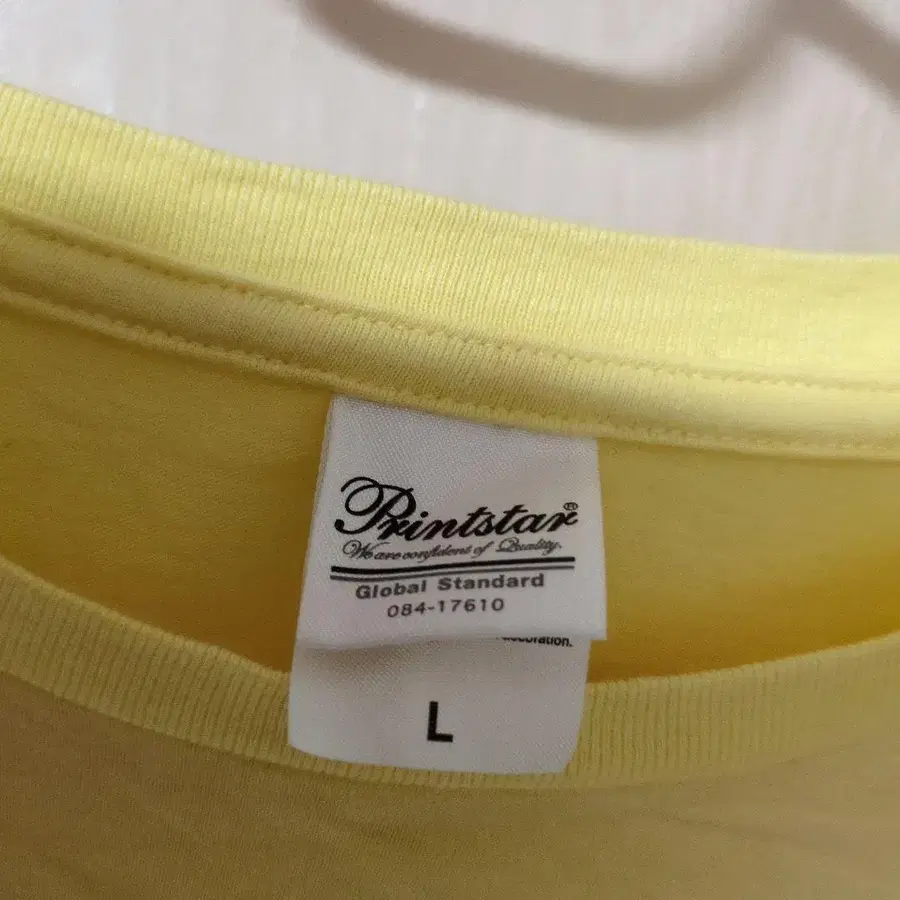 Printstar®
We are confident of Quality.
Global Standard
084-17610
decoration.
L